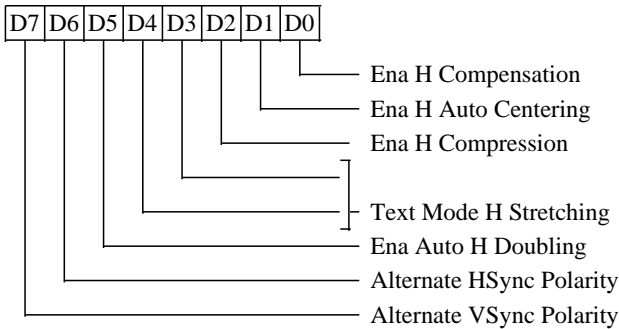 D7 D6 D5 D4 D3 D2 D1 D0
Ena H Compensation
Ena H Auto Centering
Ena H Compression
Text Mode H Stretching
Ena Auto H Doubling
Alternate HSync Polarity
Alternate VSync Polarity